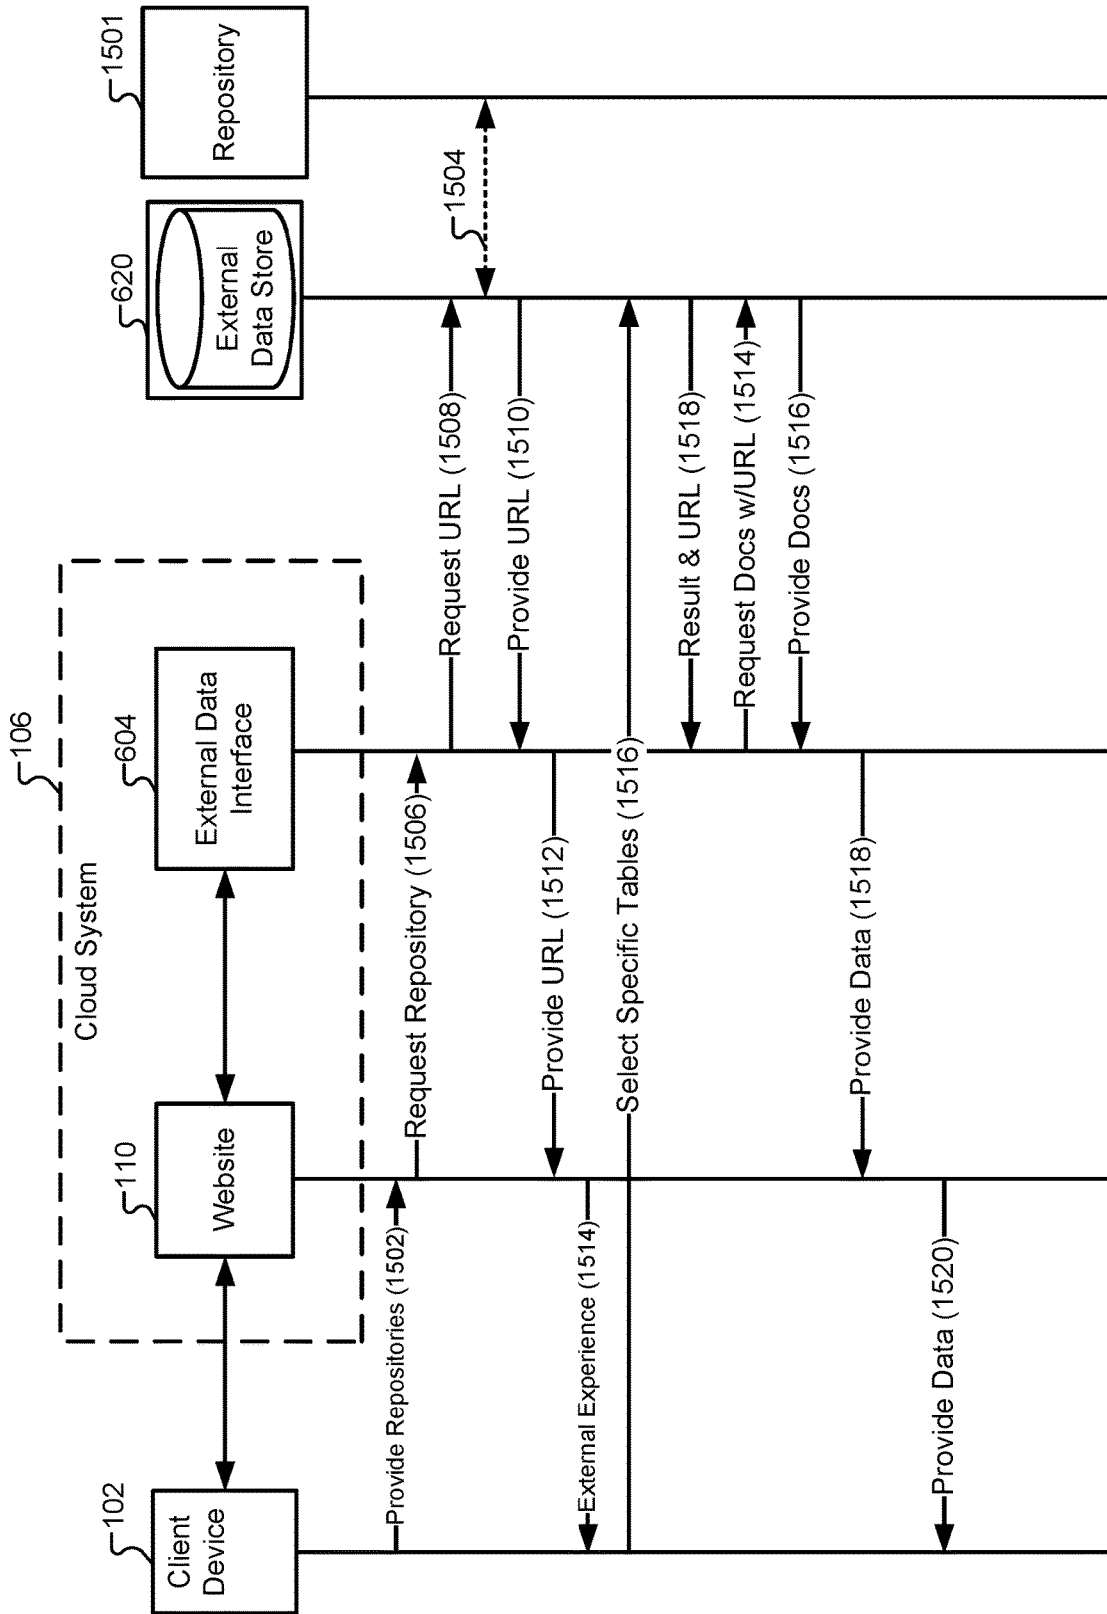 106
Cloud System
102
Client
Device
110
Website
604
External Data
Interface
620
External
Data Store
1501
Repository
Provide Repositories (1502)
Request Repository (1506)
Request URL (1508)
1504
Provide URL (1510)
Provide URL (1512)
External Experience (1514)
Select Specific Tables (1516)
Result & URL (1518)
Request Docs w/URL (1514)
Provide Docs (1516)
Provide Data (1518)
Provide Data (1520)